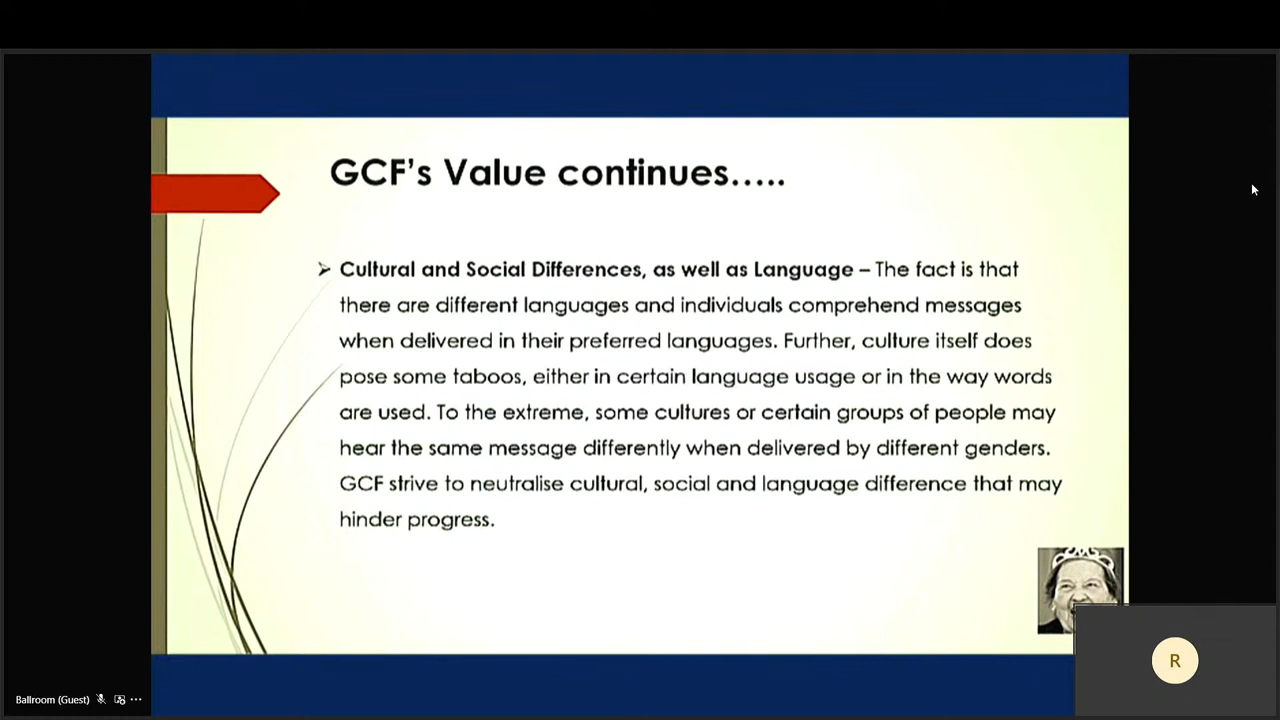 GCF's Value continues.....
➢ Cultural and Social Differences, as well as Language – The fact is that
there are different languages and individuals comprehend messages
when delivered in their preferred languages. Further, culture itself does
pose some taboos, either in certain language usage or in the way words
are used. To the extreme, some cultures or certain groups of people may
hear the same message differently when delivered by different genders.
GCF strive to neutralise cultural, social and language difference that may
hinder progress.
R
Ballroom (Guest)